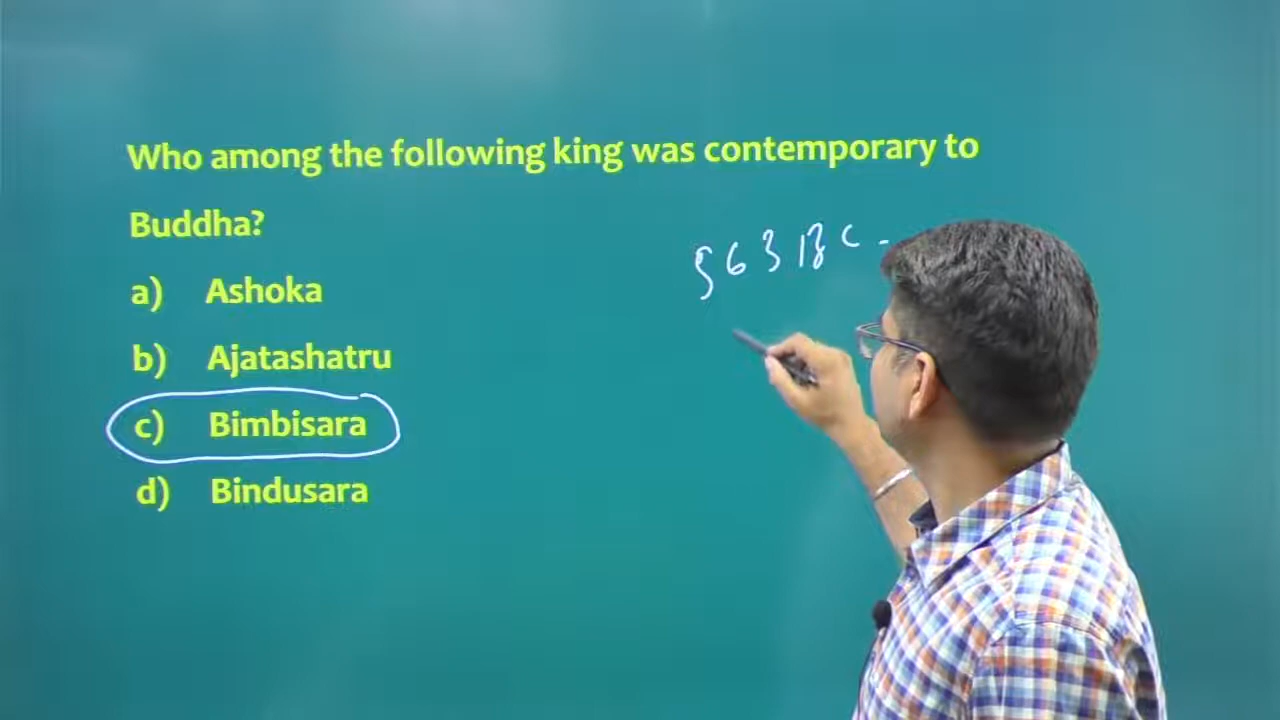 Who among the following king was contemporary to
Buddha?
563 BC -
a) Ashoka
b) Ajatashatru
c) Bimbisara
d) Bindusara